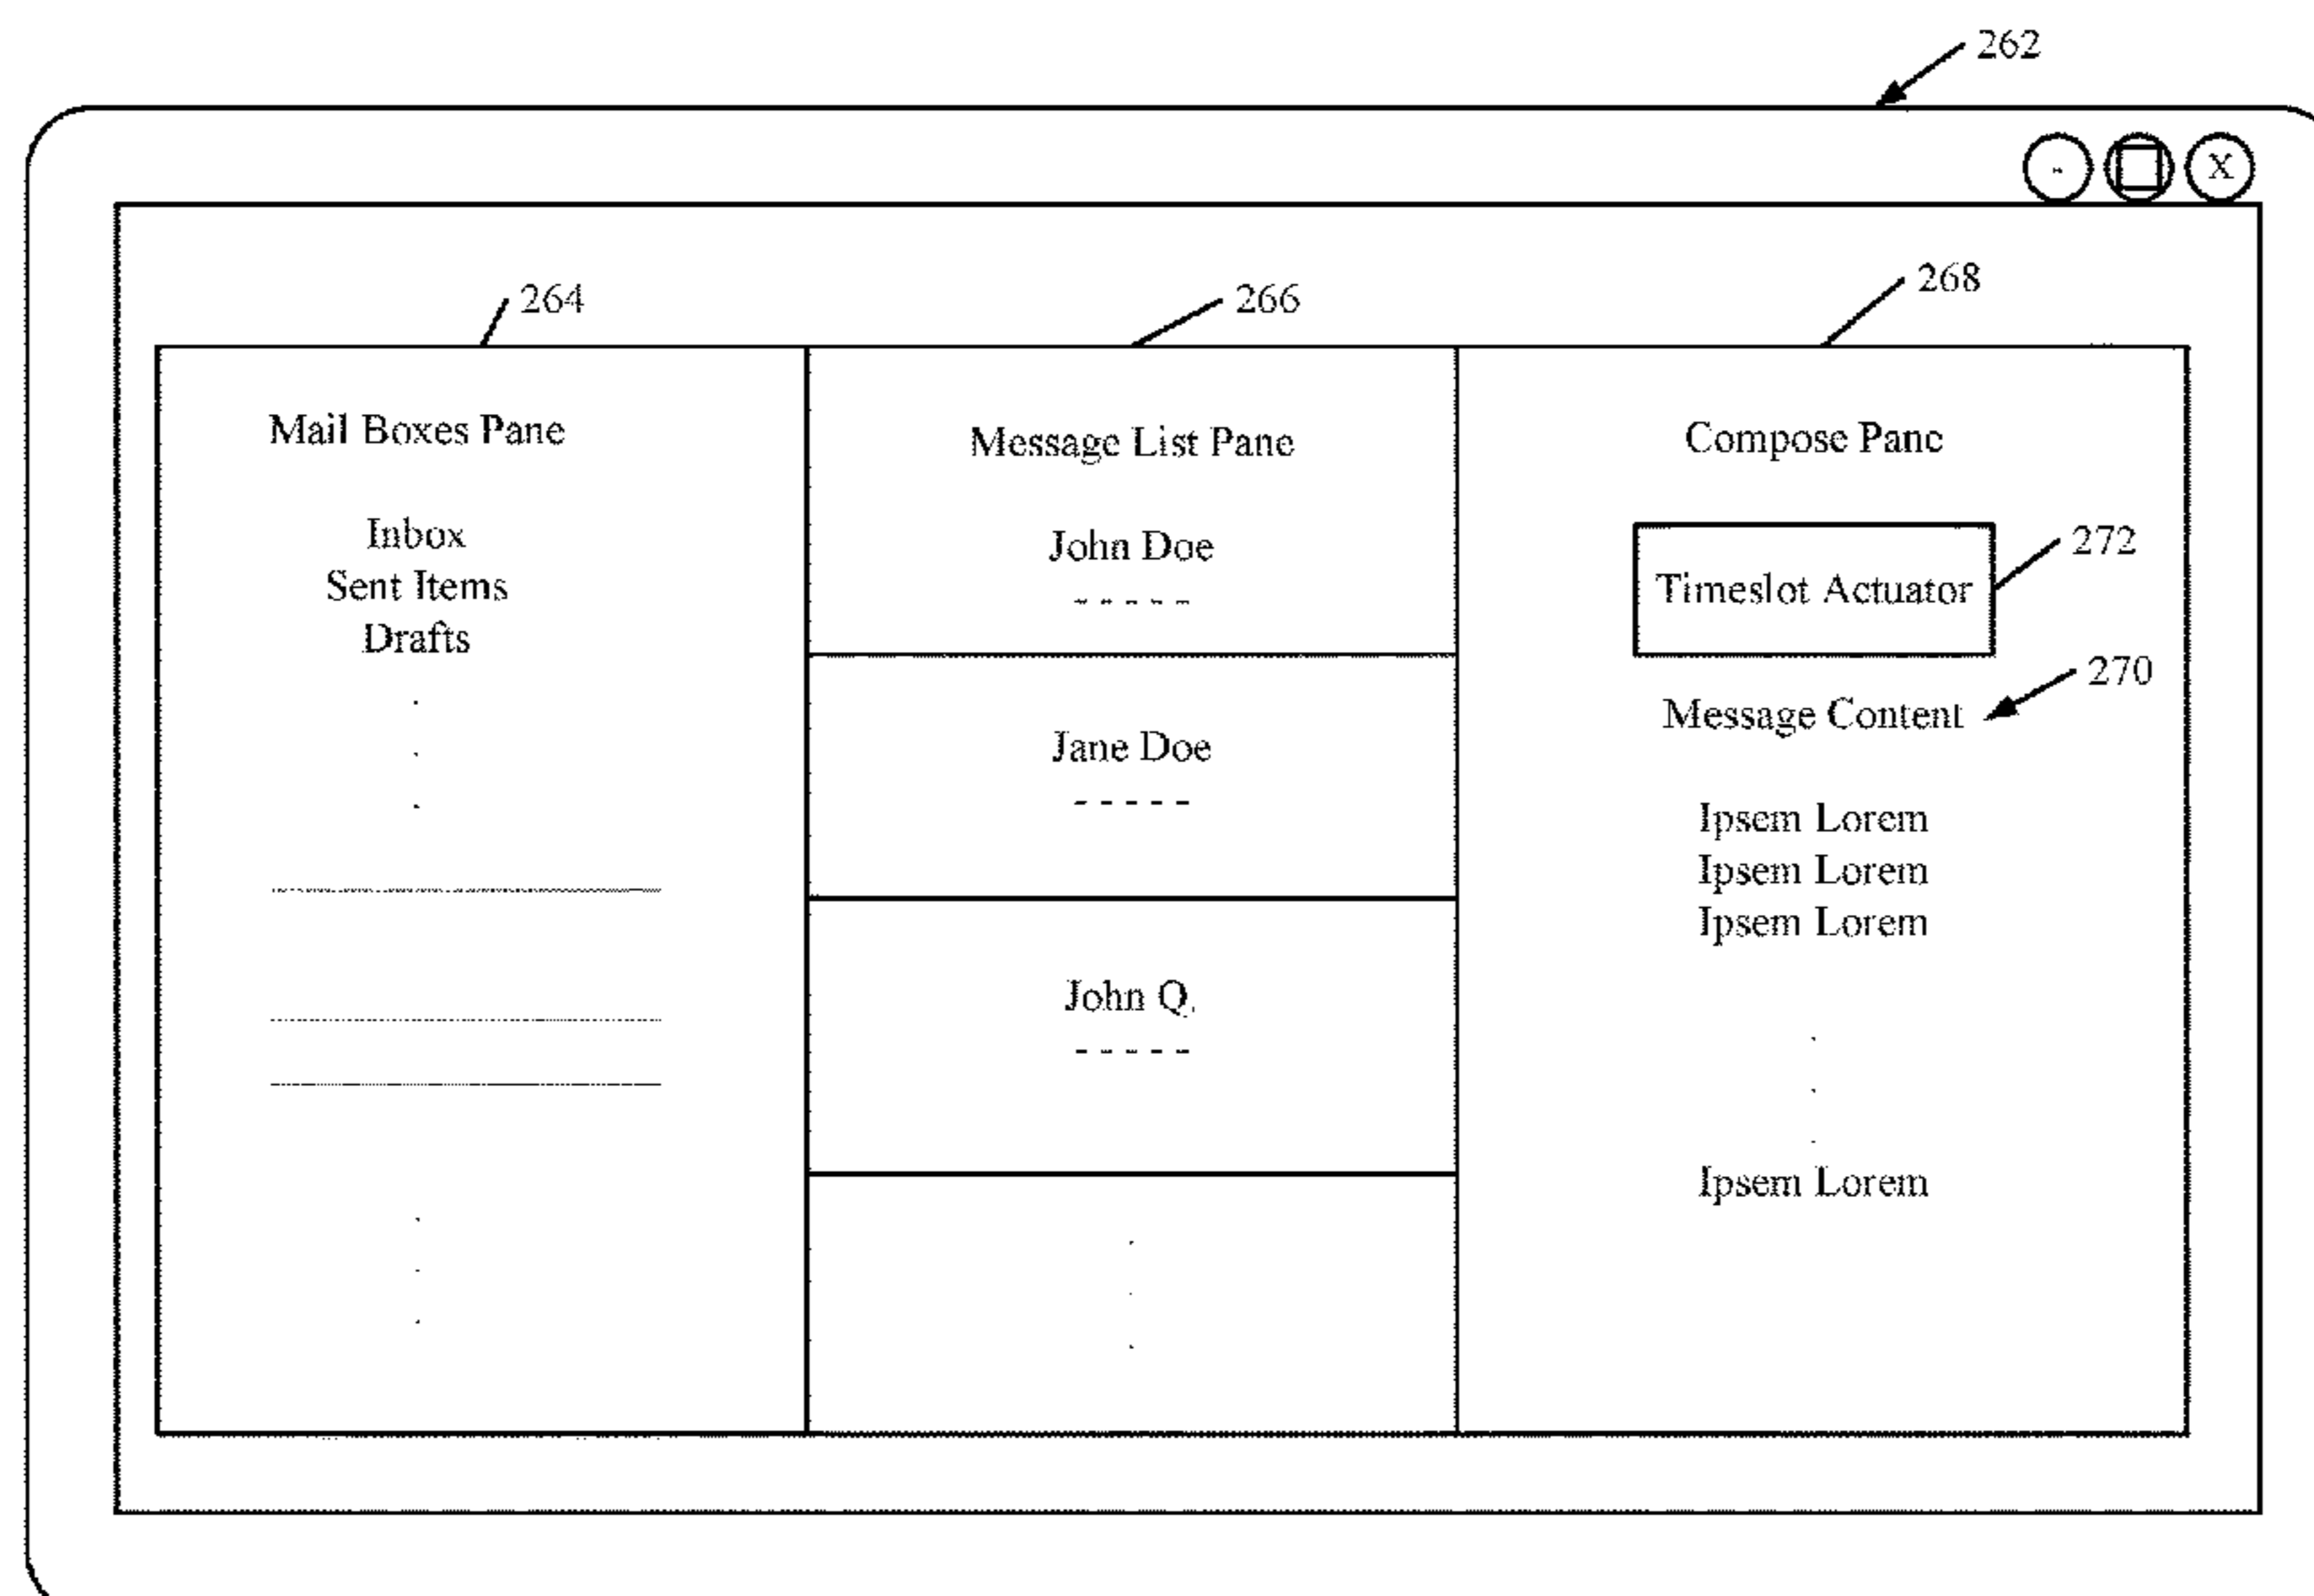 262
X
264
266
268
Mail Boxes Pane
Inbox
Sent Items
Drafts
Message List Pane
John Doe
- - - - -
Jane Doe
- - - - -
John Q.
- - - - -
Compose Pane
Timeslot Actuator
272
270
Message Content
Ipsem Lorem
Ipsem Lorem
Ipsem Lorem
Ipsem Lorem